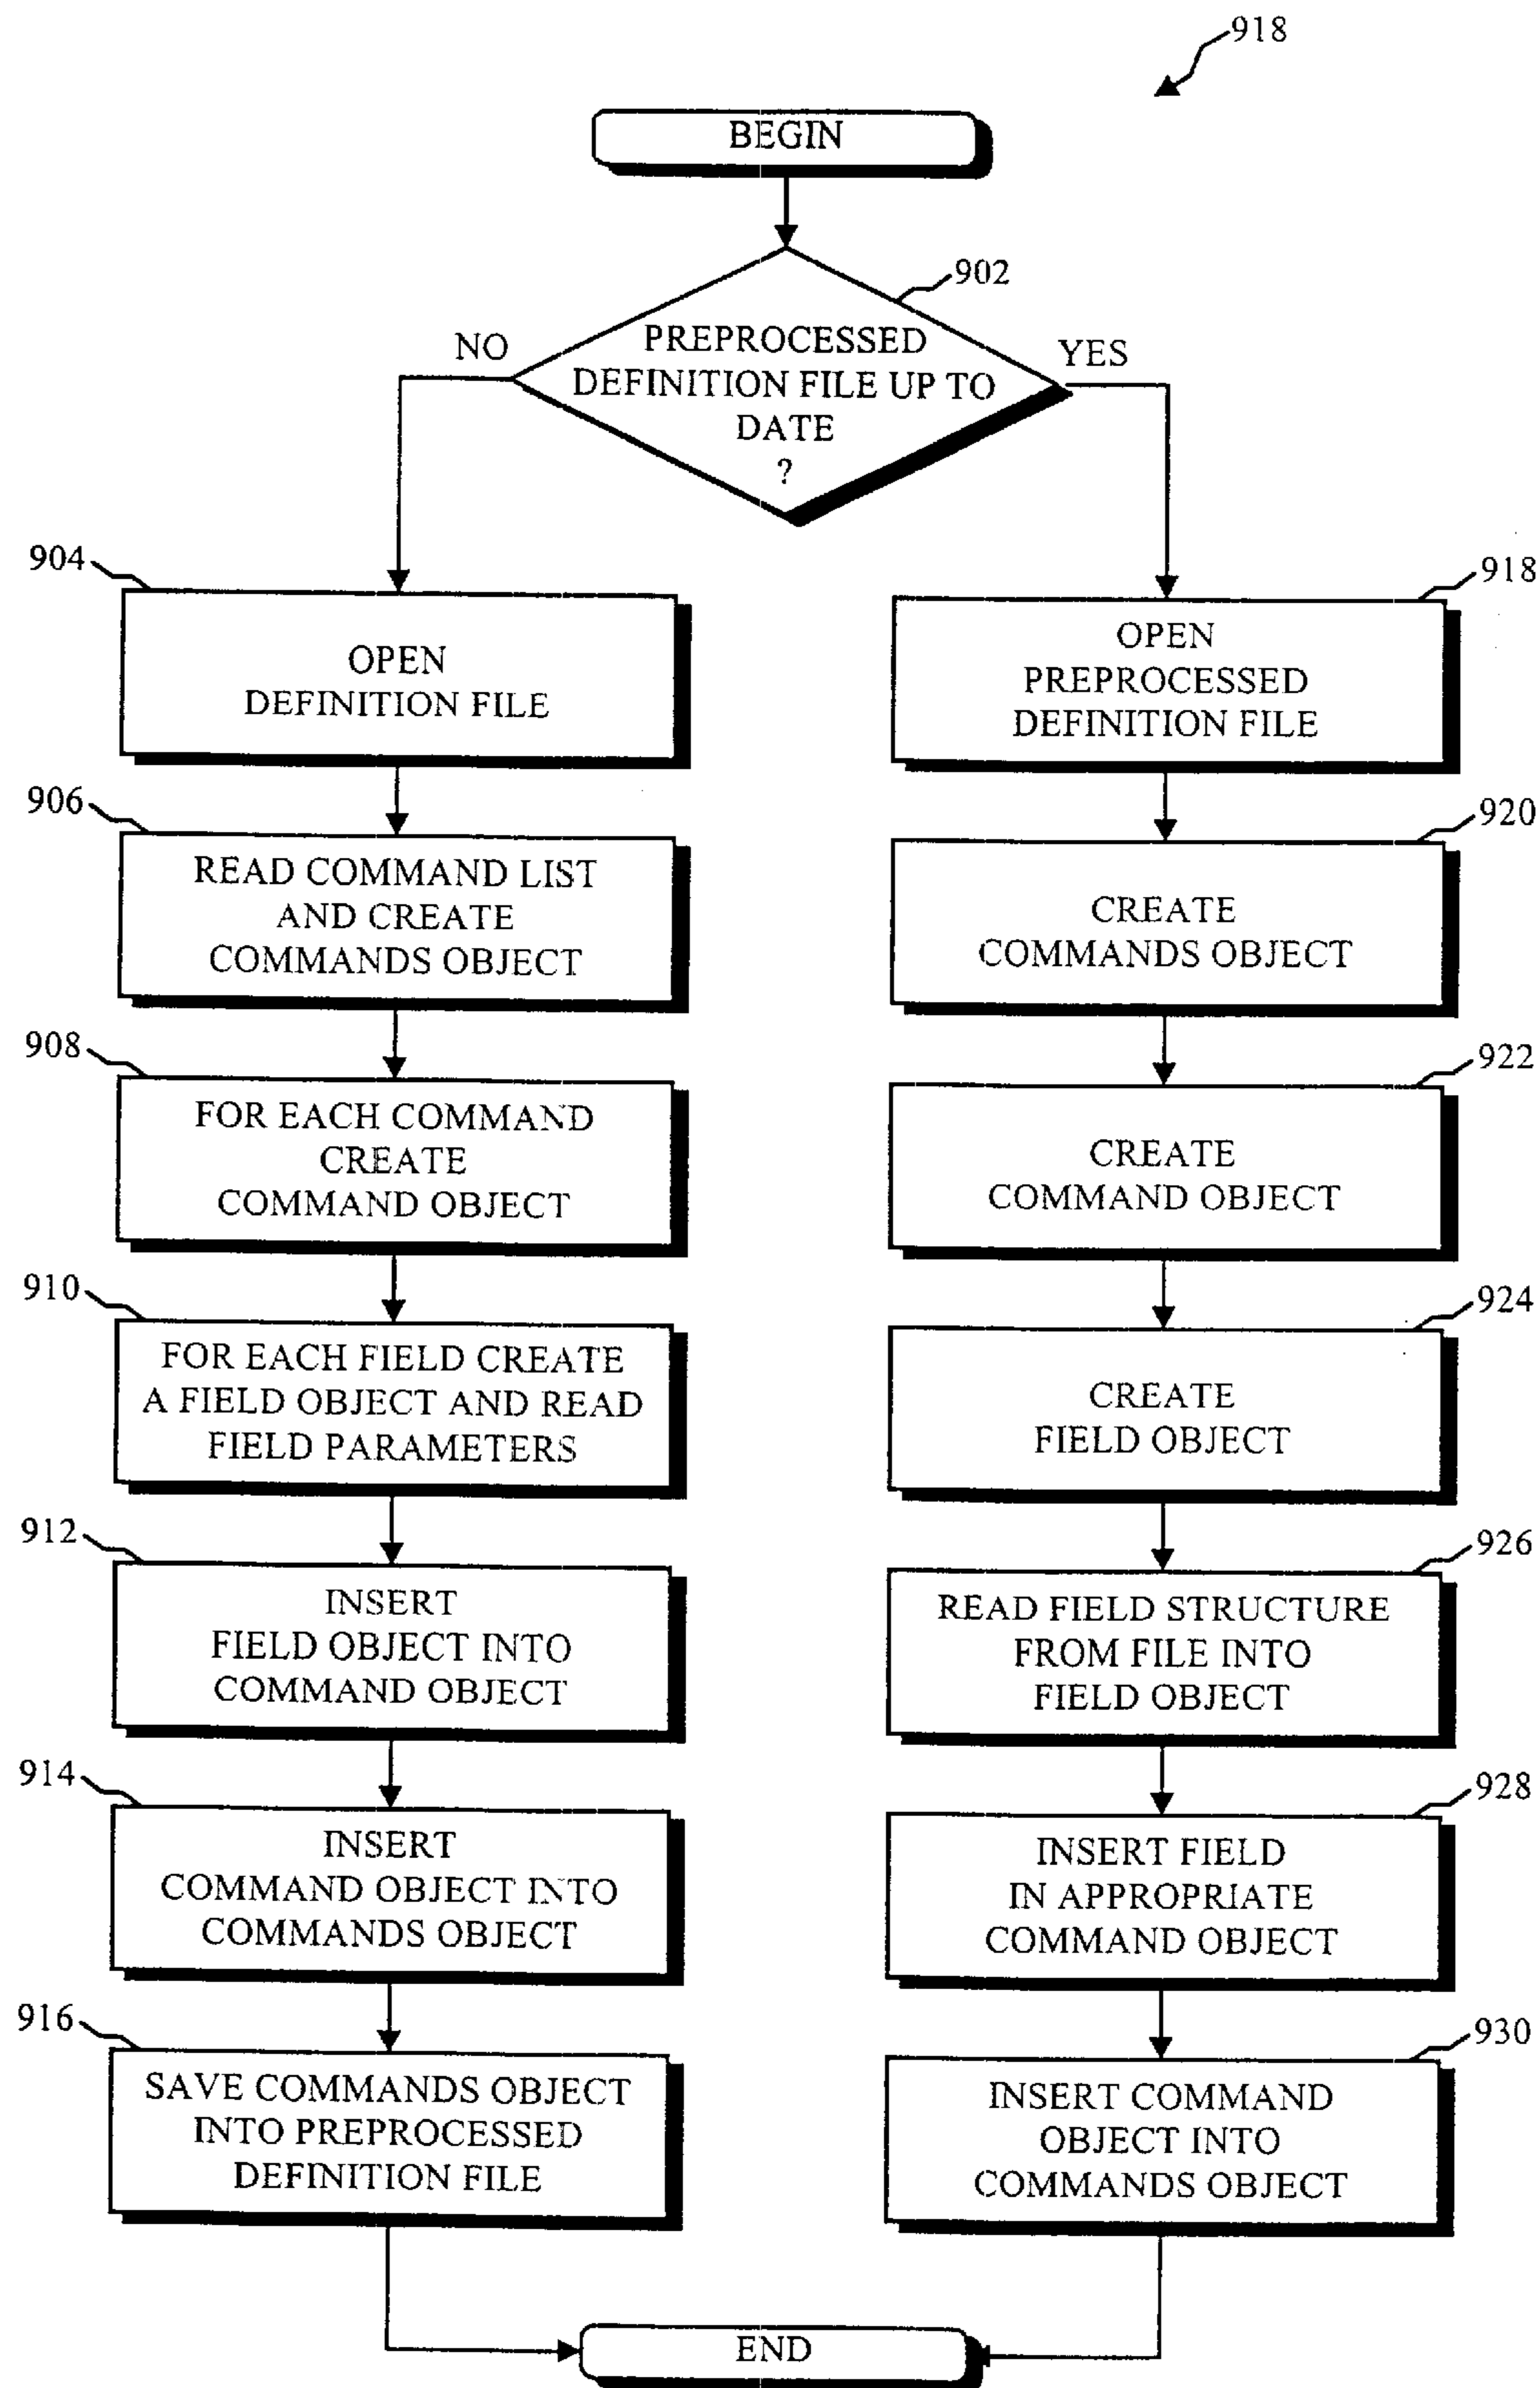 918
BEGIN
902
NO
PREPROCESSED
DEFINITION FILE UP TO
DATE
?
YES
904
OPEN
DEFINITION FILE
906
READ COMMAND LIST
AND CREATE
COMMANDS OBJECT
908
FOR EACH COMMAND
CREATE
COMMAND OBJECT
910
FOR EACH FIELD CREATE
A FIELD OBJECT AND READ
FIELD PARAMETERS
912
INSERT
FIELD OBJECT INTO
COMMAND OBJECT
914
INSERT
COMMAND OBJECT INTO
COMMANDS OBJECT
916
SAVE COMMANDS OBJECT
INTO PREPROCESSED
DEFINITION FILE
918
OPEN
PREPROCESSED
DEFINITION FILE
920
CREATE
COMMANDS OBJECT
922
CREATE
COMMAND OBJECT
924
CREATE
FIELD OBJECT
926
READ FIELD STRUCTURE
FROM FILE INTO
FIELD OBJECT
928
INSERT FIELD
IN APPROPRIATE
COMMAND OBJECT
930
INSERT COMMAND
OBJECT INTO
COMMANDS OBJECT
END